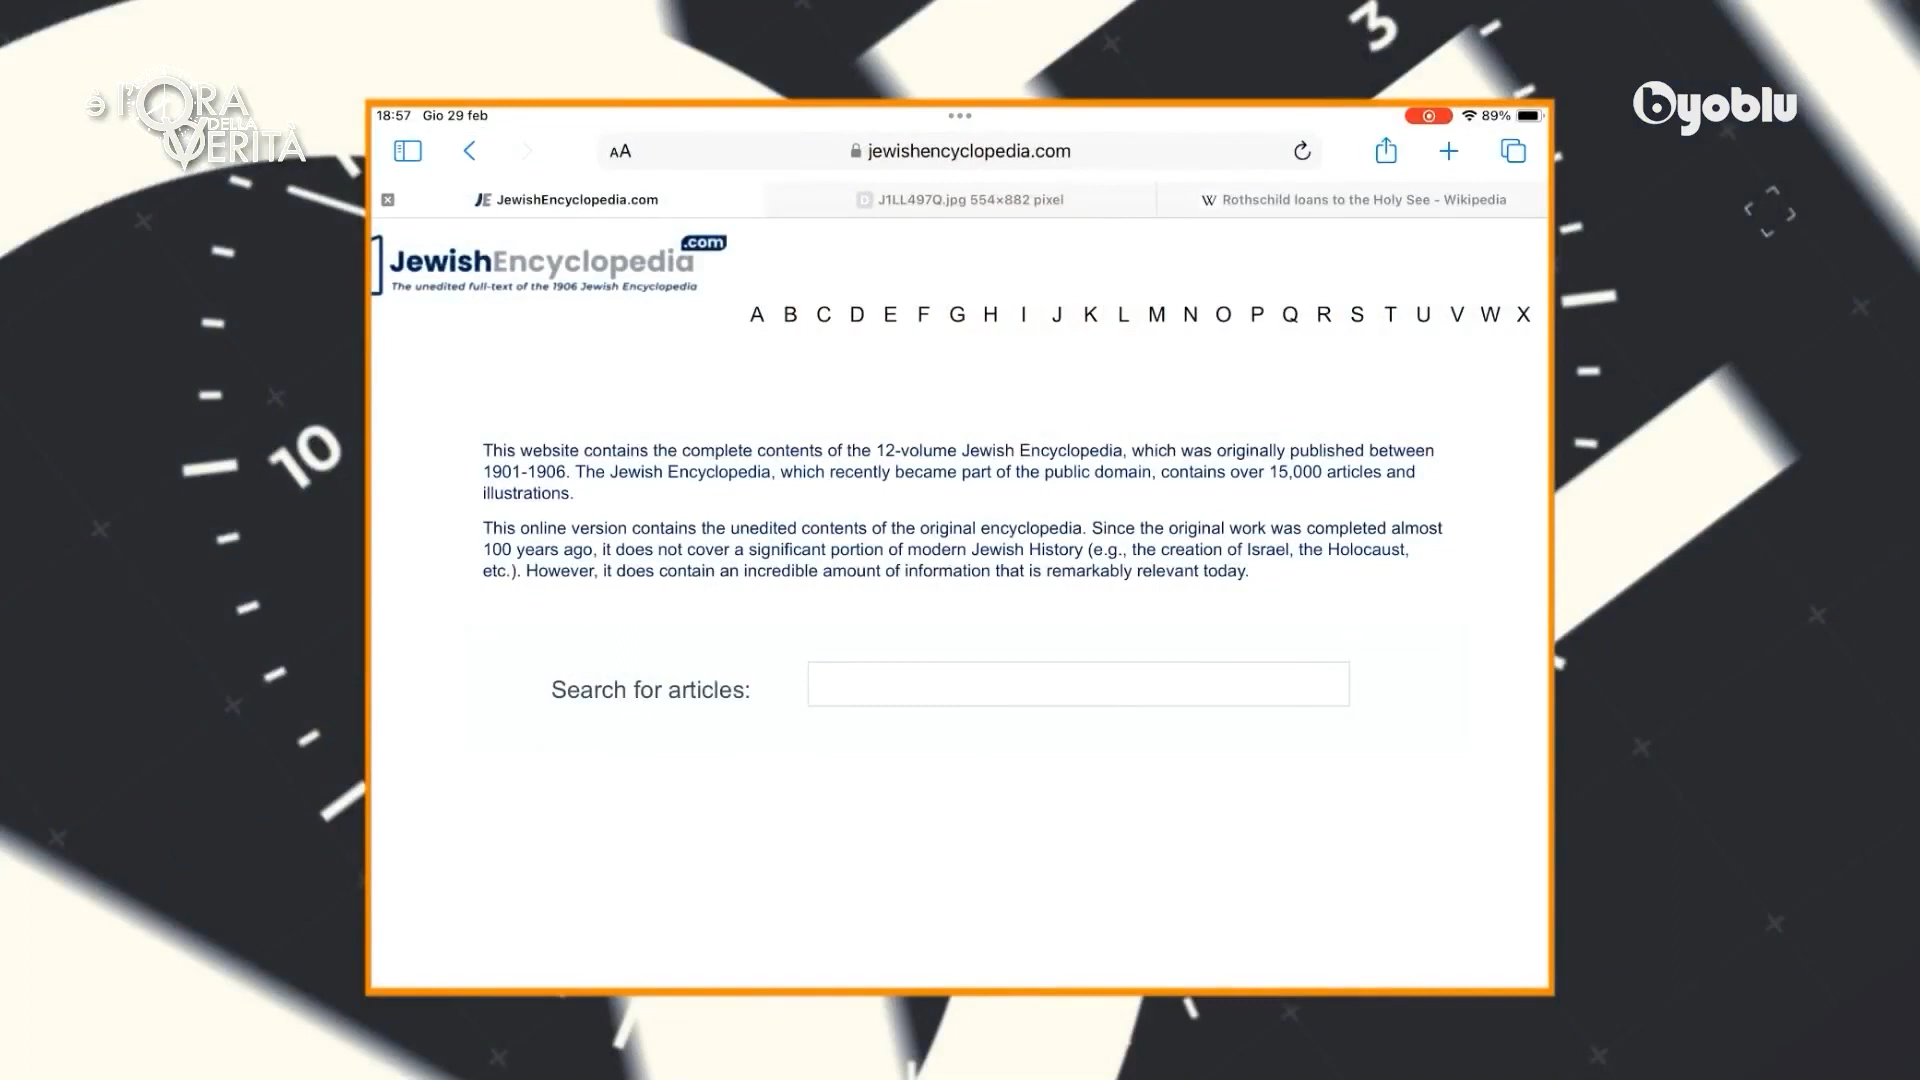 3
è l'ORA
DELLA
VERITÀ
byoblu
18:57 Gio 29 feb
89%
AA
jewishencyclopedia.com
JE JewishEncyclopedia.com
D J1LL497Q.jpg 554×882 pixel
W Rothschild loans to the Holy See - Wikipedia
JewishEncyclopedia .com
The unedited full-text of the 1906 Jewish Encyclopedia
A B C D E F G H I J K L M N O P Q R S T U V W X
10
This website contains the complete contents of the 12-volume Jewish Encyclopedia, which was originally published between
1901-1906. The Jewish Encyclopedia, which recently became part of the public domain, contains over 15,000 articles and
illustrations.
This online version contains the unedited contents of the original encyclopedia. Since the original work was completed almost
100 years ago, it does not cover a significant portion of modern Jewish History (e.g., the creation of Israel, the Holocaust,
etc.). However, it does contain an incredible amount of information that is remarkably relevant today.
Search for articles: